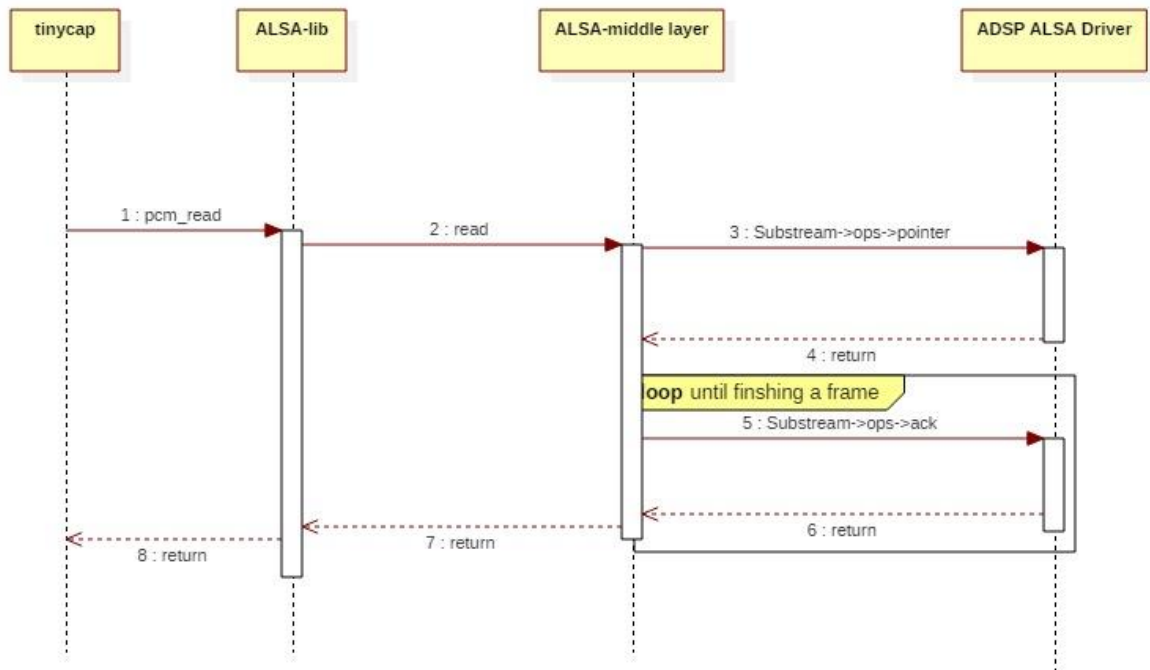 tinycap
ALSA-lib
ALSA-middle layer
ADSP ALSA Driver
1 : pcm_read
2 : read
3 : Substream->ops->pointer
4 : return
loop until finshing a frame
5 : Substream->ops->ack
6 : return
7 : return
8 : return